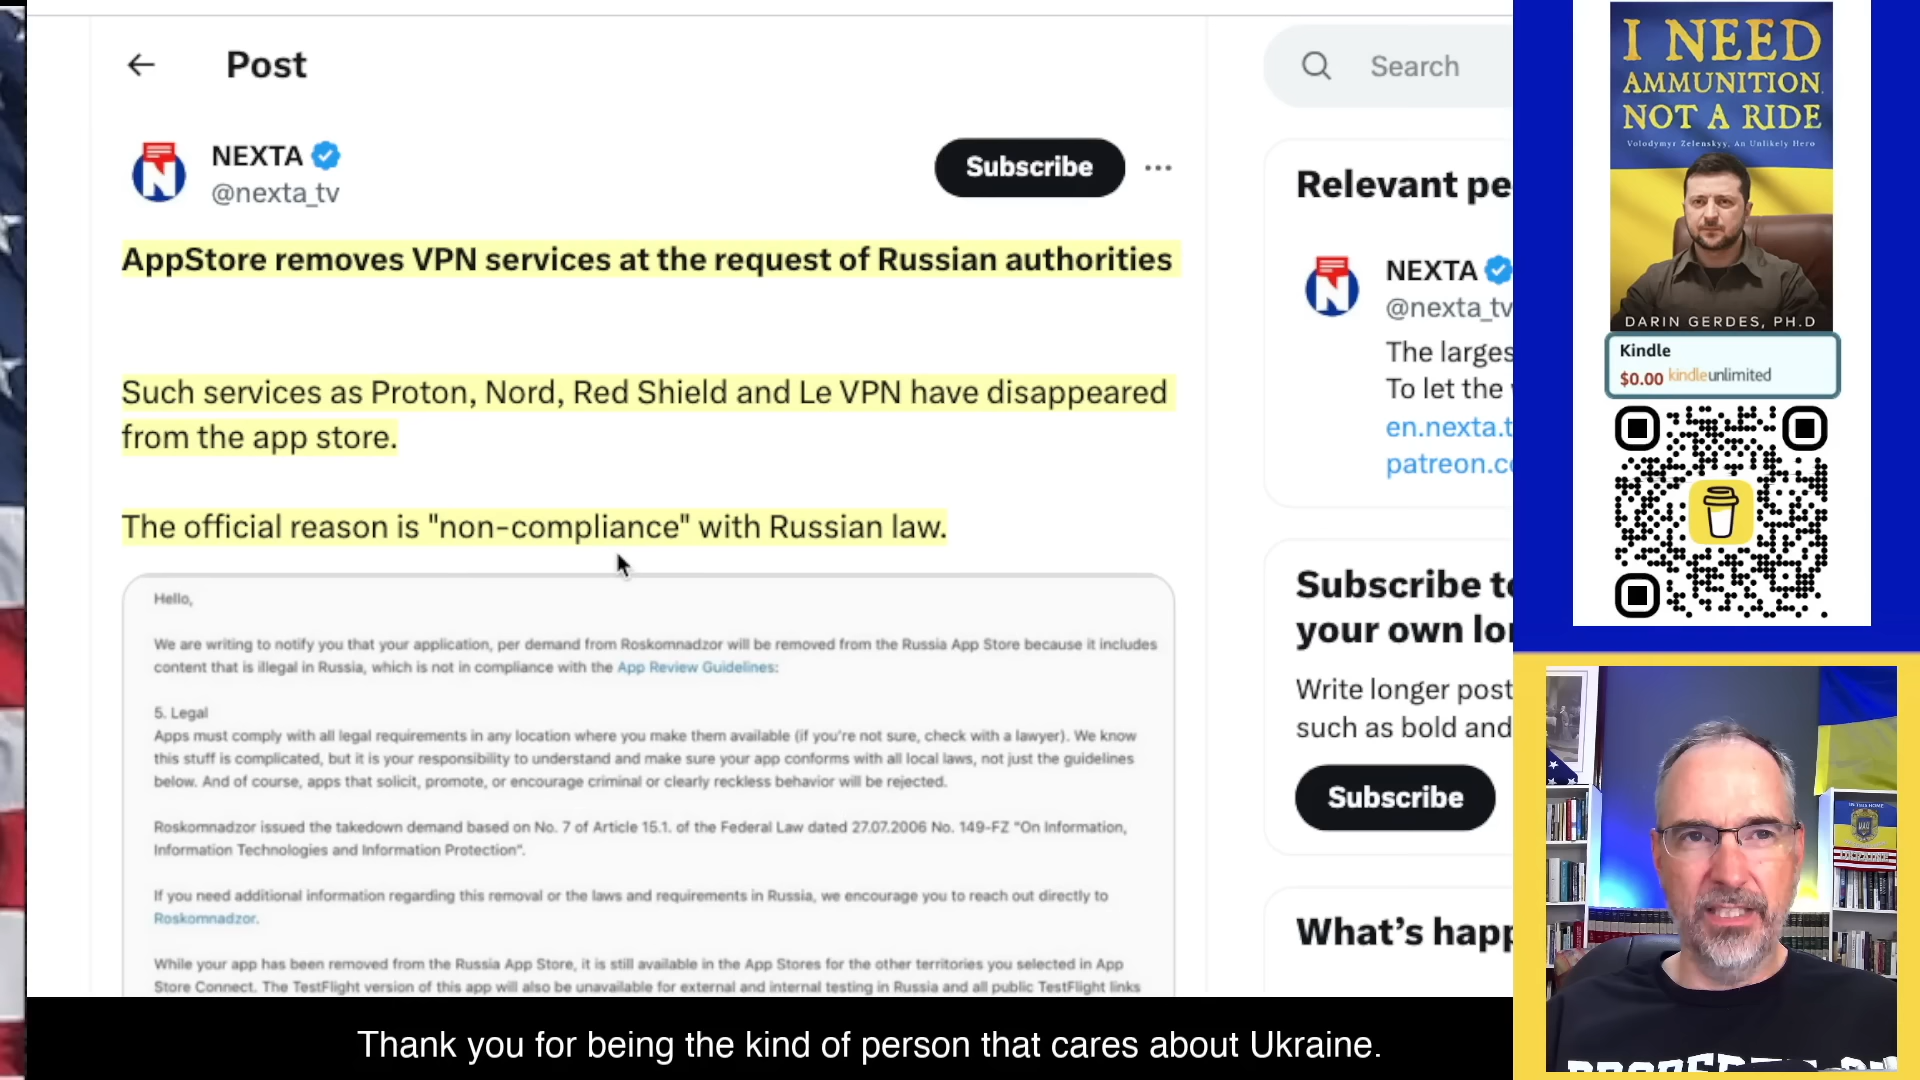 Post
NEXTA
@nexta_tv
Subscribe
AppStore removes VPN services at the request of Russian authorities
Such services as Proton, Nord, Red Shield and Le VPN have disappeared
from the app store.
The official reason is "non-compliance" with Russian law.
Hello,
We are writing to notify you that your application, per demand from Roskomnadzor will be removed from the Russia App Store because it includes
content that is illegal in Russia, which is not in compliance with the App Review Guidelines:
5. Legal
Apps must comply with all legal requirements in any location where you make them available (if you're not sure, check with a lawyer). We know
this stuff is complicated, but it is your responsibility to understand and make sure your app conforms with all local laws, not just the guidelines
below. And of course, apps that solicit, promote, or encourage criminal or clearly reckless behavior will be rejected.
Roskomnadzor issued the takedown demand based on No. 7 of Article 15.1. of the Federal Law dated 27.07.2006 No. 149-FZ "On Information,
Information Technologies and Information Protection".
If you need additional information regarding this removal or the laws and requirements in Russia, we encourage you to reach out directly to
Roskomnadzor.
While your app has been removed from the Russia App Store, it is still available in the App Stores for the other territories you selected in App
Store Connect. The TestFlight version of this app will also be unavailable for external and internal testing in Russia and all public TestFlight links
Search
Relevant pe
NEXTA
@nexta_tv
The larges
To let the
en.nexta.t
patreon.c
Subscribe to
your own lo
Write longer post
such as bold and
Subscribe
What's happ
I NEED
AMMUNITION,
NOT A RIDE
Volodymyr Zelenskyy, An Unlikely Hero
DARIN GERDES, PH.D
Kindle
$0.00 kindleunlimited
IN THIS HOME
UKRAINE
Thank you for being the kind of person that cares about Ukraine.